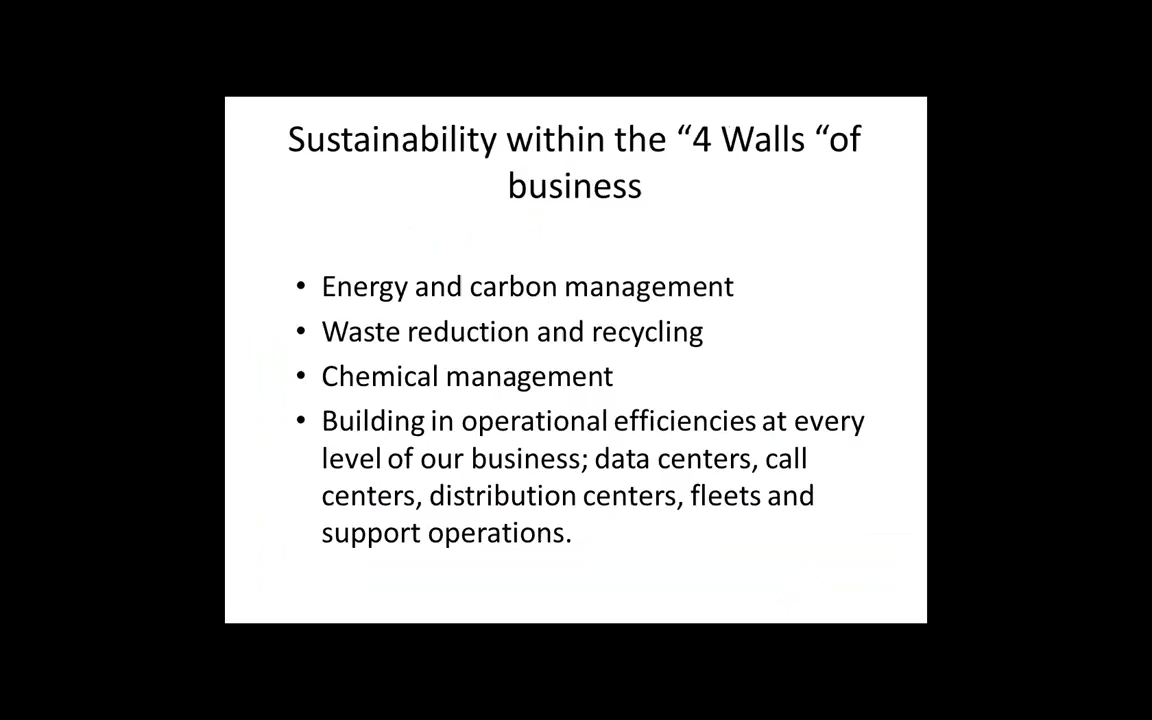 Sustainability within the “4 Walls “of
business
• Energy and carbon management
• Waste reduction and recycling
• Chemical management
• Building in operational efficiencies at every
level of our business; data centers, call
centers, distribution centers, fleets and
support operations.